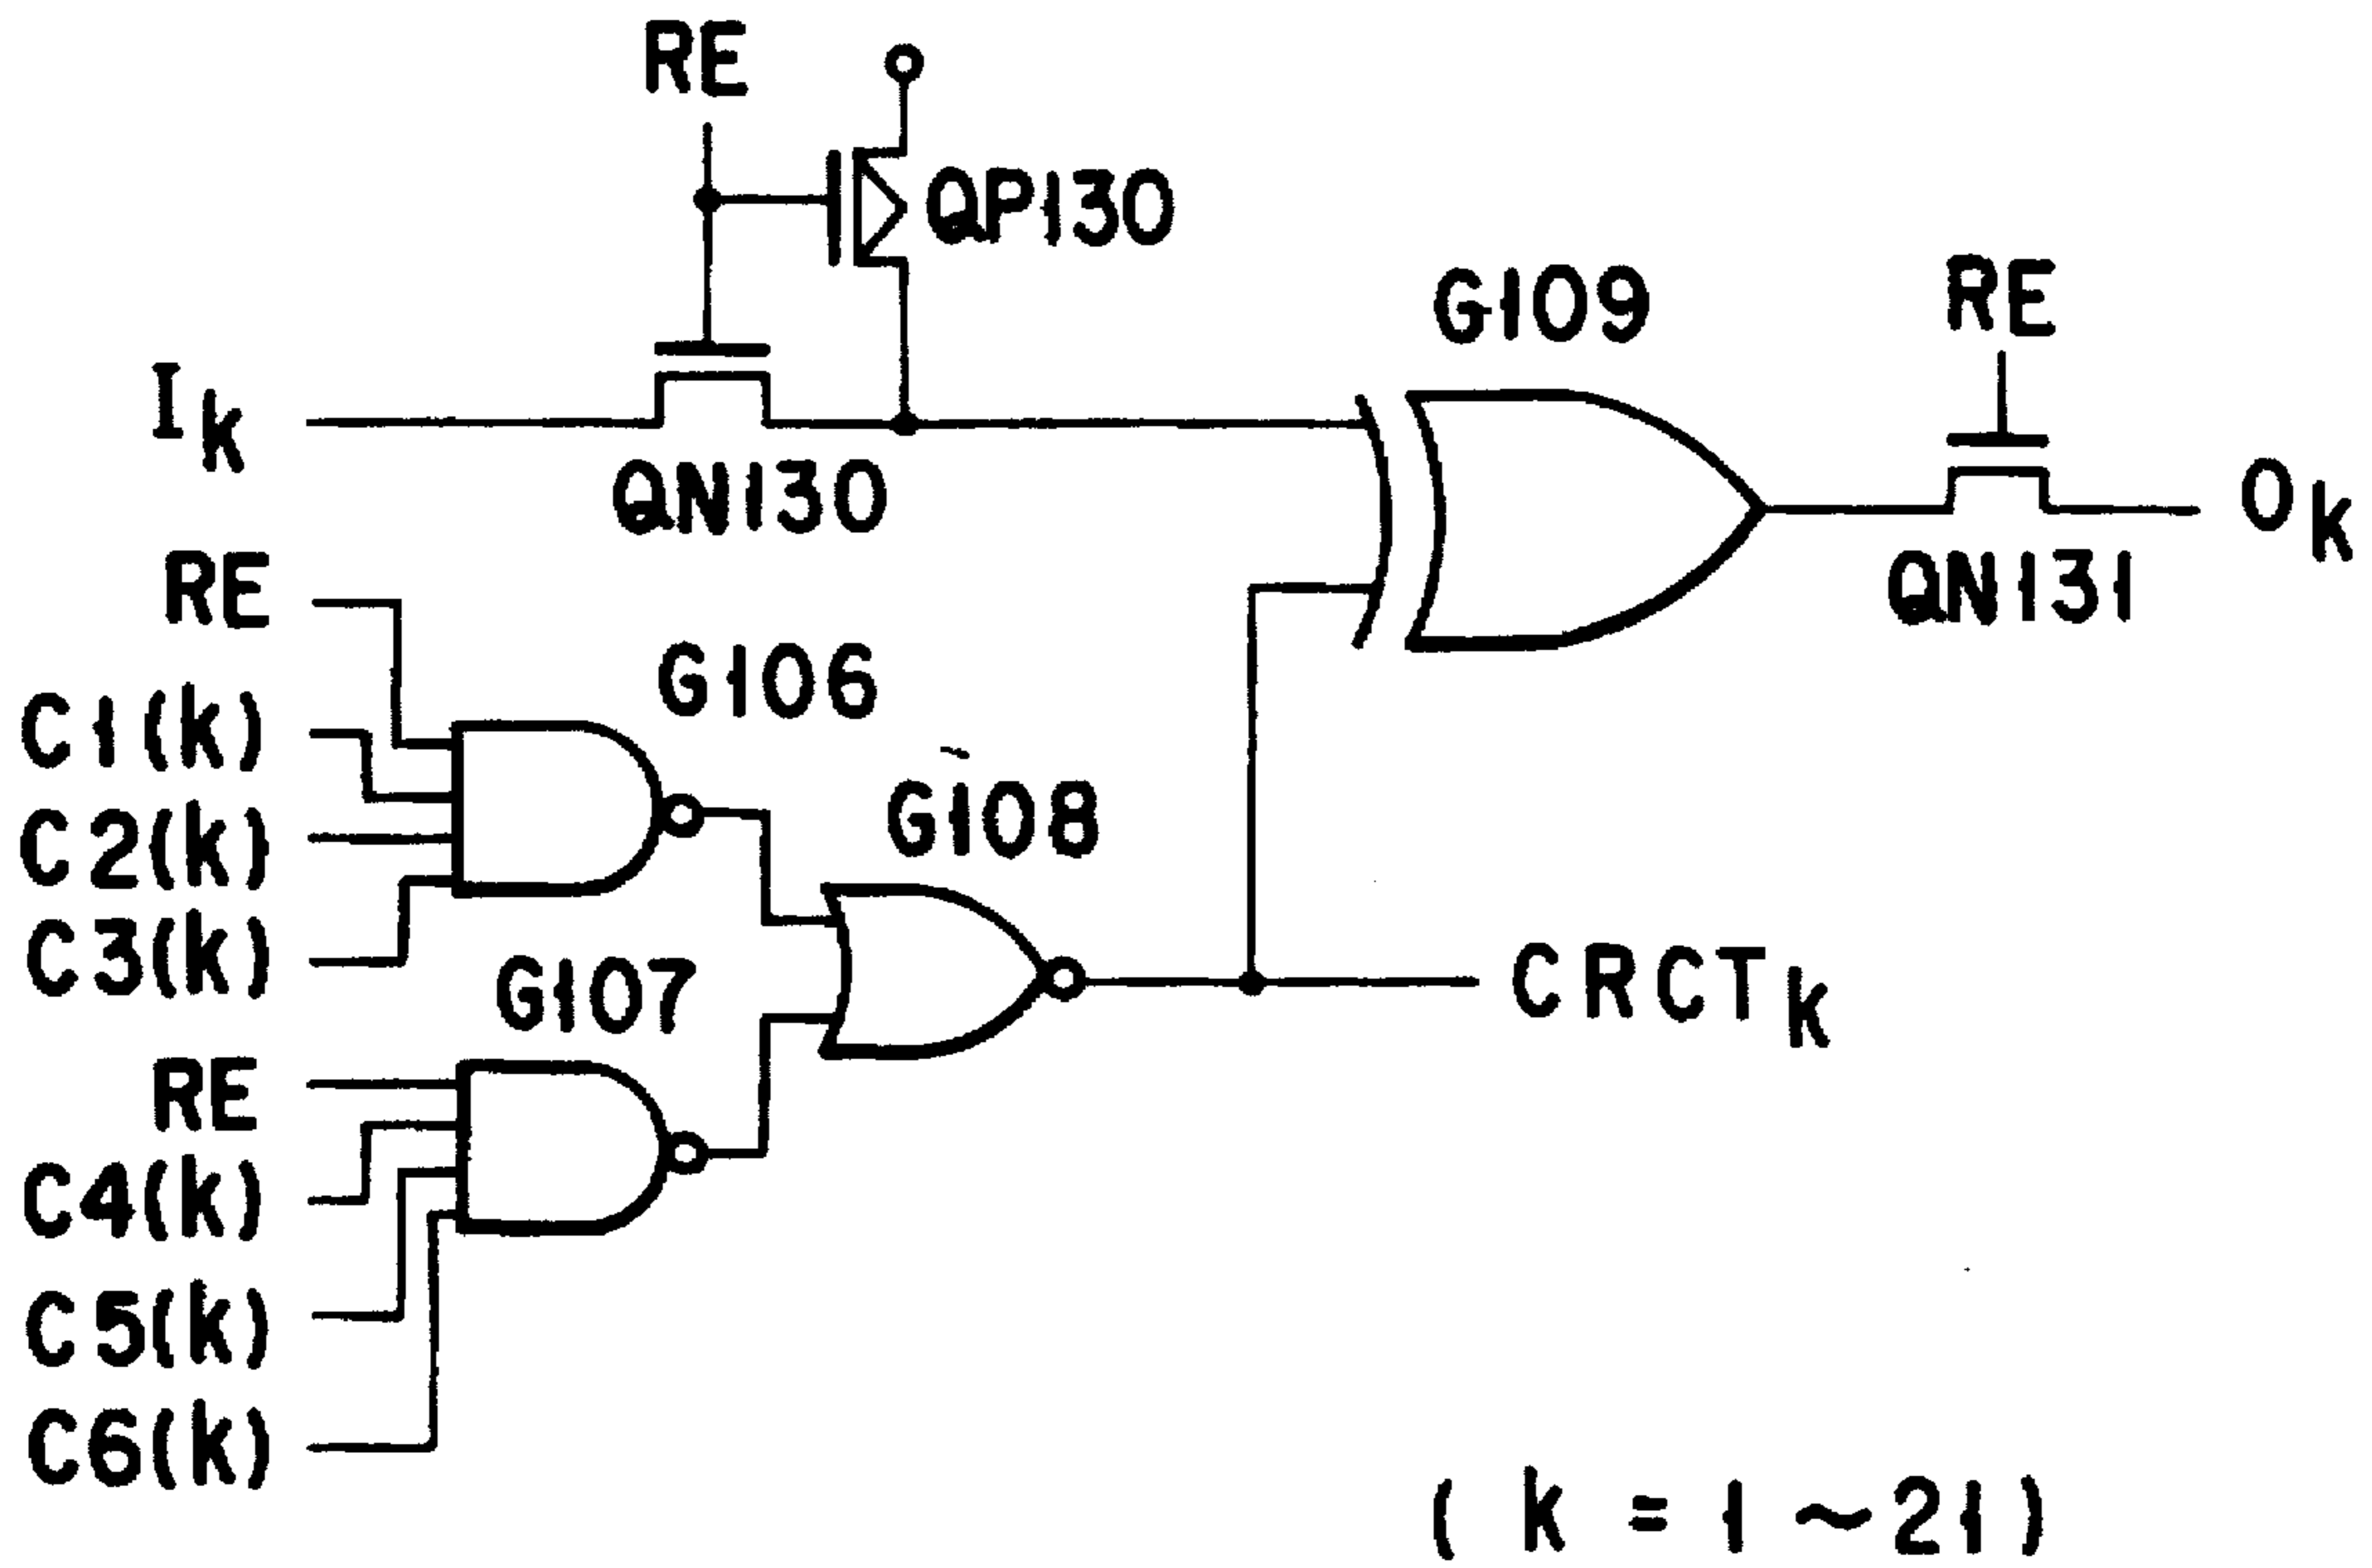 RE
QP130
G109
RE
Ik
QN130
Ok
QN131
RE
G106
C1(k)
G108
C2(k)
C3(k)
G107
CRCTk
RE
C4(k)
C5(k)
C6(k)
( k = 1 ~ 21 )